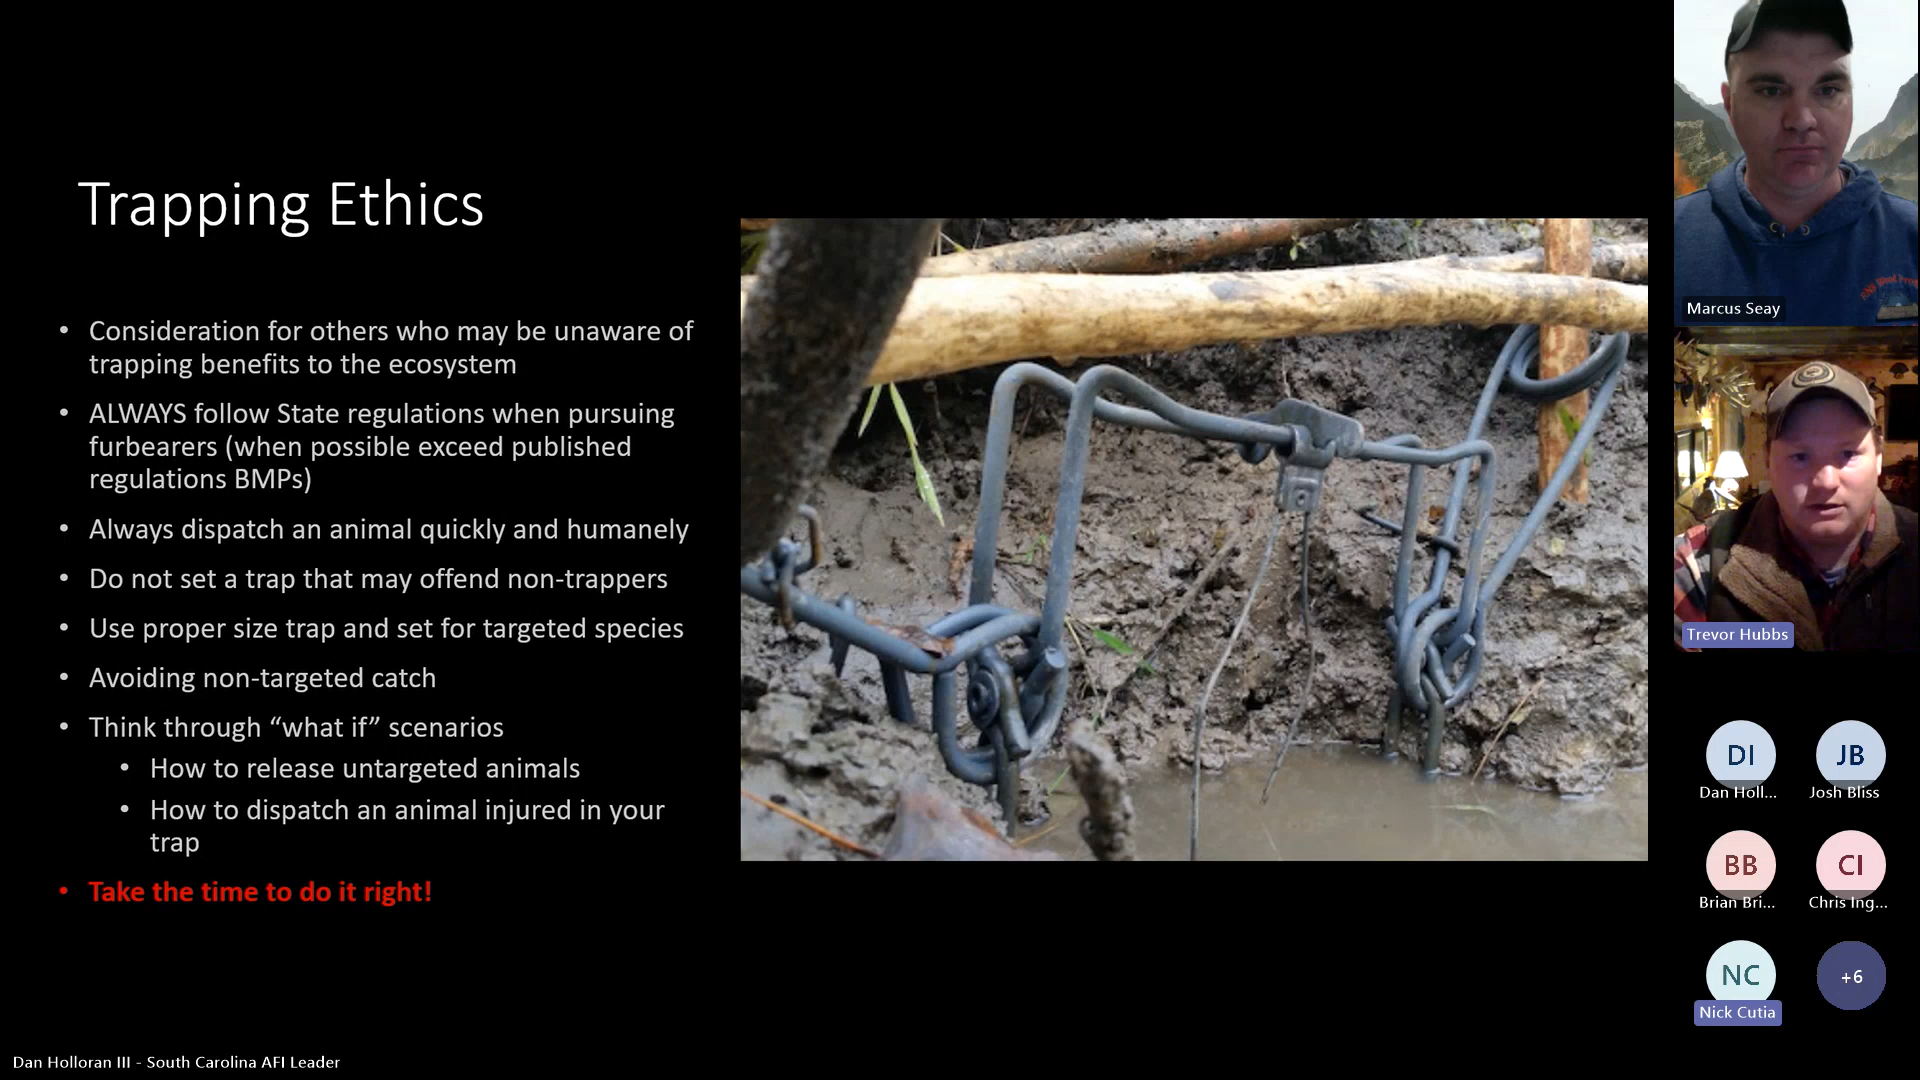 Trapping Ethics
• Consideration for others who may be unaware of
trapping benefits to the ecosystem
• ALWAYS follow State regulations when pursuing
furbearers (when possible exceed published
regulations BMPs)
• Always dispatch an animal quickly and humanely
• Do not set a trap that may offend non-trappers
• Use proper size trap and set for targeted species
• Avoiding non-targeted catch
• Think through “what if” scenarios
• How to release untargeted animals
• How to dispatch an animal injured in your
trap
• Take the time to do it right!
Dan Holloran III - South Carolina AFI Leader
Marcus Seay
Trevor Hubbs
DI
Dan Holl...
JB
Josh Bliss
BB
Brian Bri...
CI
Chris Ing...
NC
Nick Cutia
+6